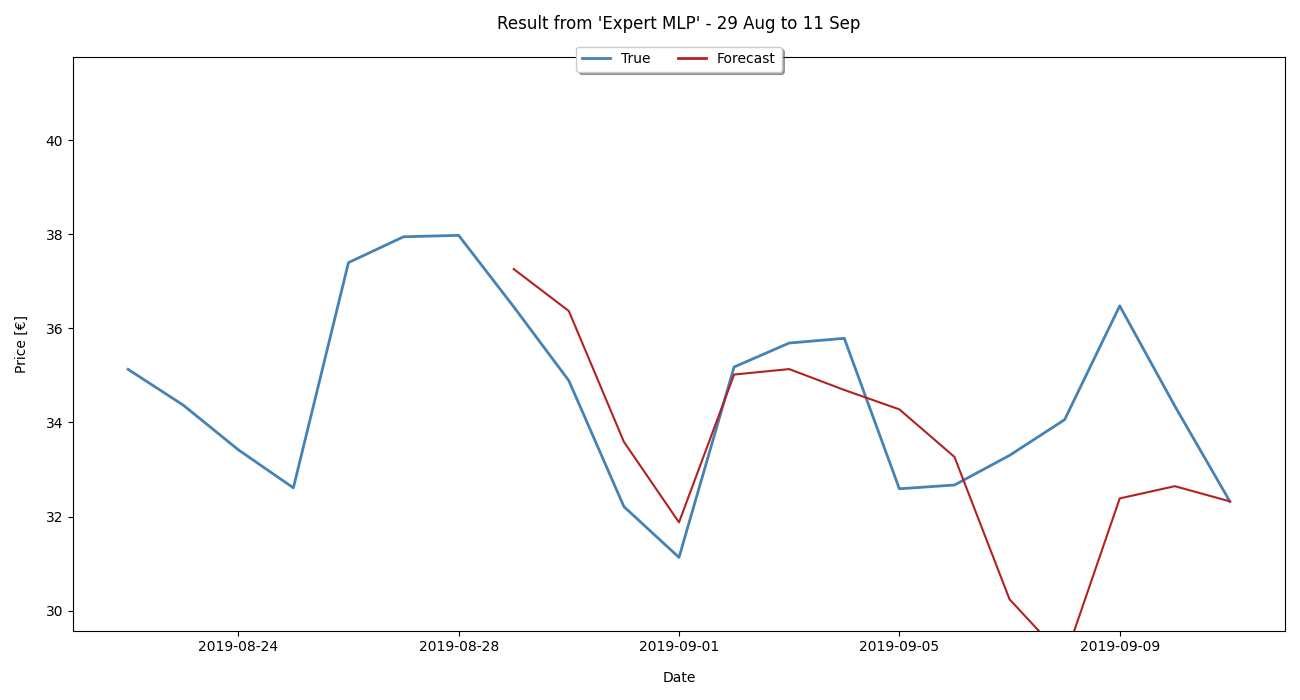 Result from 'Expert MLP' - 29 Aug to 11 Sep
True Forecast
Price [€]
40
38
36
34
32
30
2019-08-24 2019-08-28 2019-09-01 2019-09-05 2019-09-09
Date